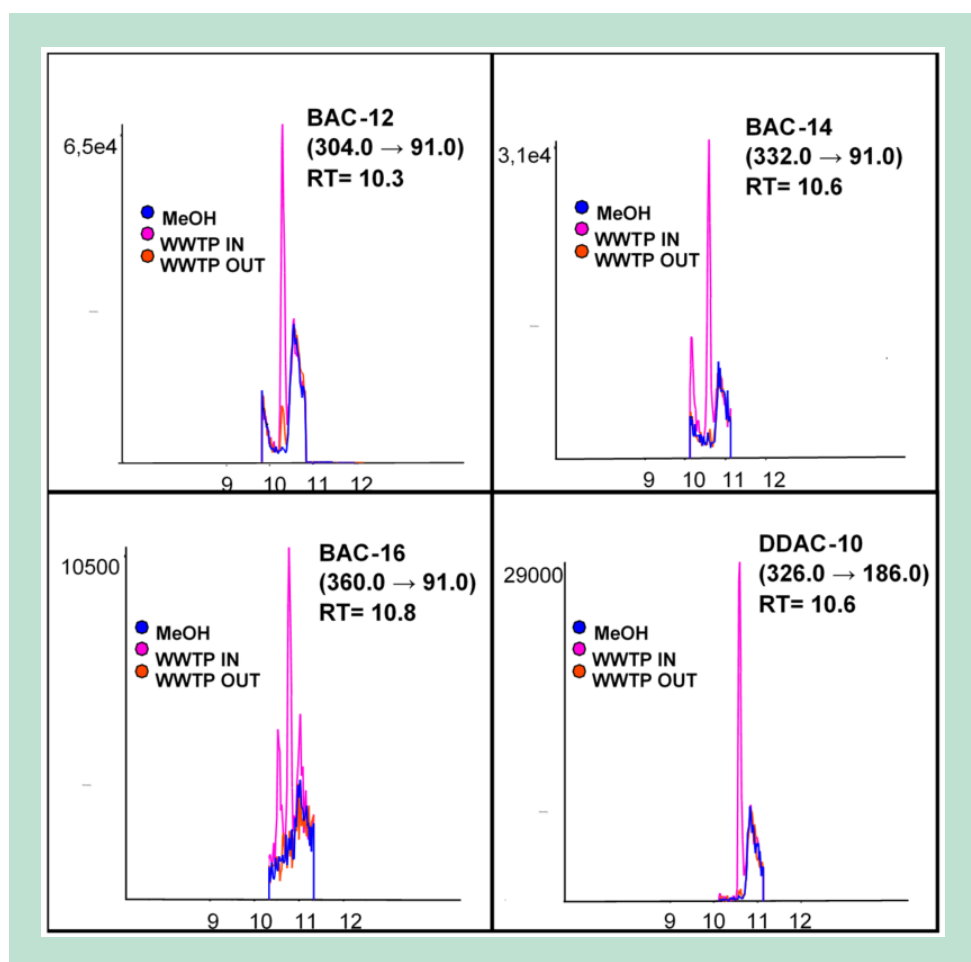 6,5e4
BAC-12
(304.0 → 91.0)
RT= 10.3
MeOH
WWTP IN
WWTP OUT
9 10 11 12
3,1e4
BAC-14
(332.0 → 91.0)
RT= 10.6
MeOH
WWTP IN
WWTP OUT
9 10 11 12
10500
BAC-16
(360.0 → 91.0)
RT= 10.8
MeOH
WWTP IN
WWTP OUT
9 10 11 12
29000
DDAC-10
(326.0 → 186.0)
RT= 10.6
MeOH
WWTP IN
WWTP OUT
9 10 11 12